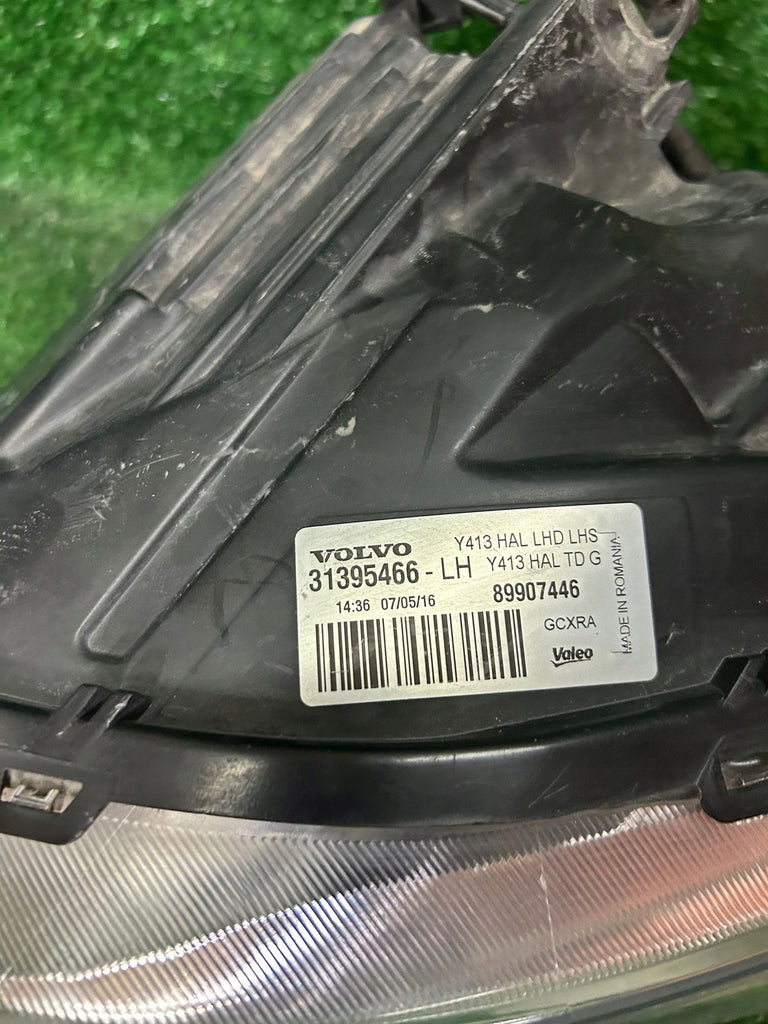 VOLVO
Y413 HAL LHD LHS
31395466 - LH
Y413 HAL TD G
14:36 07/05/16
89907446
GCXRA
Valeo
MADE IN ROMANIA